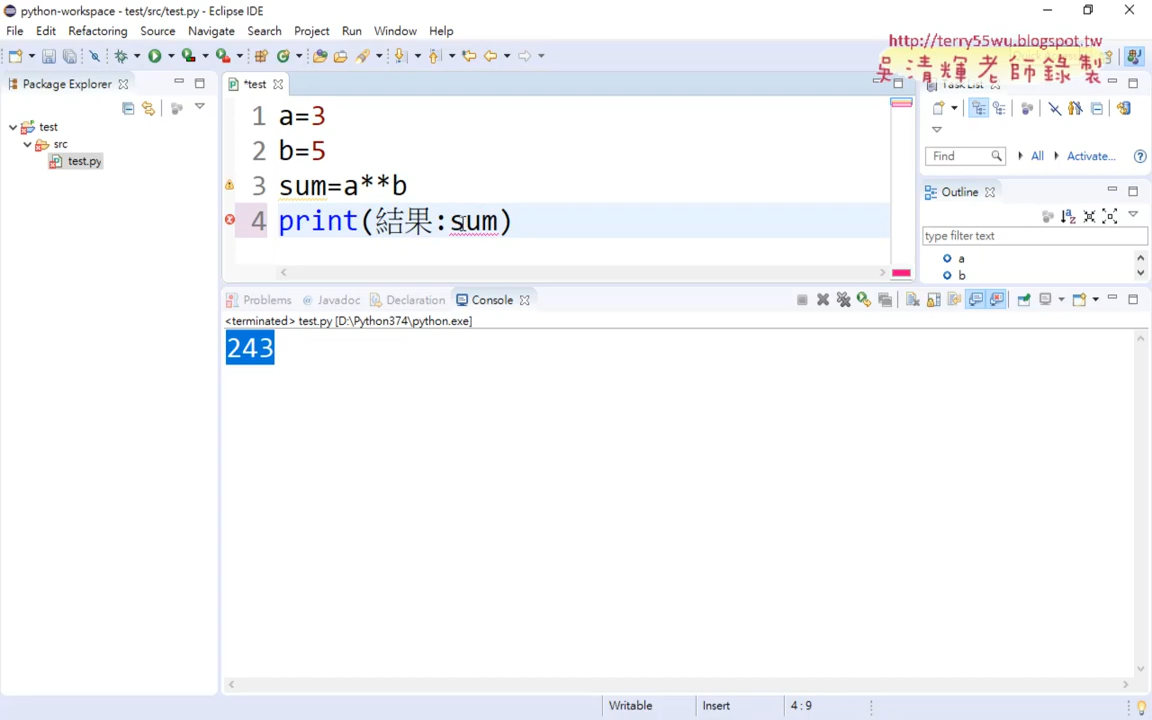 python-workspace - test/src/test.py - Eclipse IDE
File Edit Refactoring Source Navigate Search Project Run Window Help
http://terry55wu.blogspot.tw
吳清輝老師錄製
Package Explorer
*test
test
src
test.py
1 a=3
2 b=5
3 sum=a**b
4 print(結果:sum)
Find All Activate...
Outline
type filter text
a
b
Problems Javadoc Declaration Console
<terminated> test.py [D:\Python374\python.exe]
243
Writable Insert 4:9